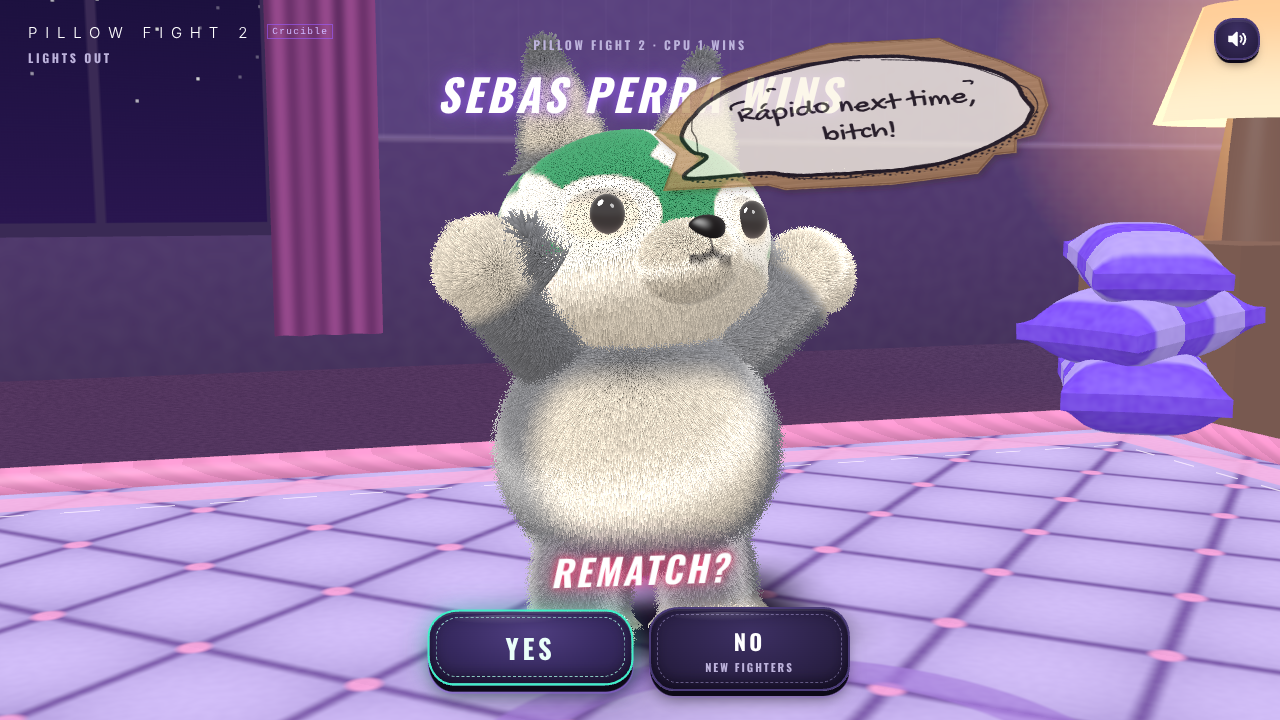 PILLOW FIGHT 2 Crucible
LIGHTS OUT
PILLOW FIGHT 2 · CPU 1 WINS
SEBAS PERRA WINS
Rápido next time,
bitch!
REMATCH?
YES
NO
NEW FIGHTERS